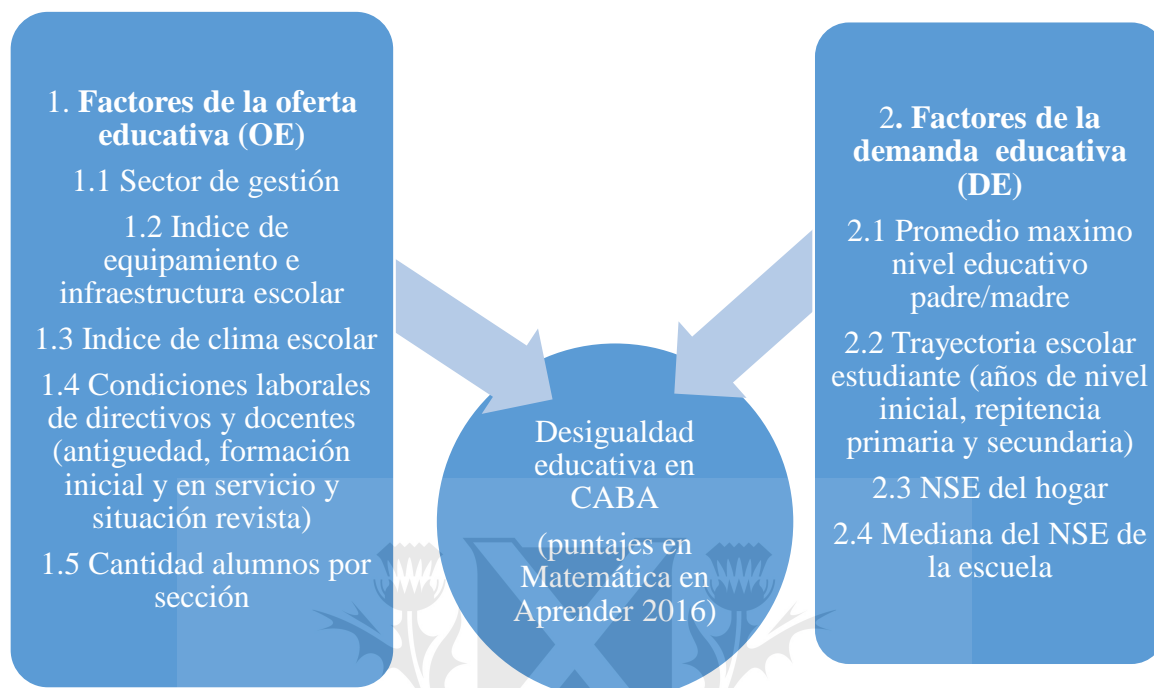 1. Factores de la oferta
educativa (OE)
1.1 Sector de gestión
1.2 Indice de
equipamiento e
infraestructura escolar
1.3 Indice de clima escolar
1.4 Condiciones laborales
de directivos y docentes
(antiguedad, formación
inicial y en servicio y
situación revista)
1.5 Cantidad alumnos por
sección
Desigualdad
educativa en
CABA
(puntajes en
Matemática en
Aprender 2016)
2. Factores de la
demanda educativa
(DE)
2.1 Promedio maximo
nivel educativo
padre/madre
2.2 Trayectoria escolar
estudiante (años de nivel
inicial, repitencia
primaria y secundaria)
2.3 NSE del hogar
2.4 Mediana del NSE de
la escuela